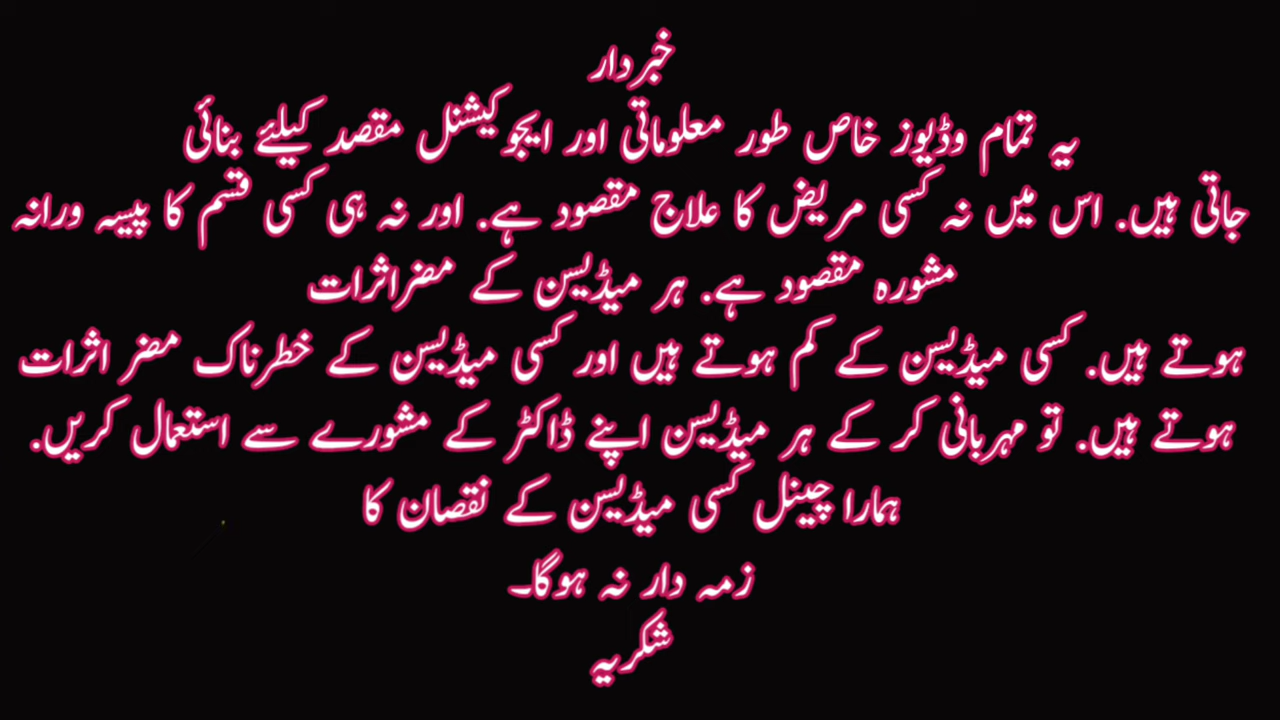 خبردار
یہ تمام وڈیوز خاص طور معلوماتی اور ایجوکیشنل مقصد کیلئے بنائی
جاتی ہیں. اس میں نہ کسی مریض کا علاج مقصود ہے. اور نہ ہی کسی قسم کا پیسہ ورانہ
مشورہ مقصود ہے. ہر میڈیسن کے مضراثرات
ہوتے ہیں. کسی میڈیسن کے کم ہوتے ہیں اور کسی میڈیسن کے خطرناک مضر اثرات
ہوتے ہیں. تو مہربانی کر کے ہر میڈیسن اپنے ڈاکٹر کے مشورے سے استعمال کریں.
ہمارا چینل کسی میڈیسن کے نقصان کا
زمہ دار نہ ہوگا۔
شکریہ